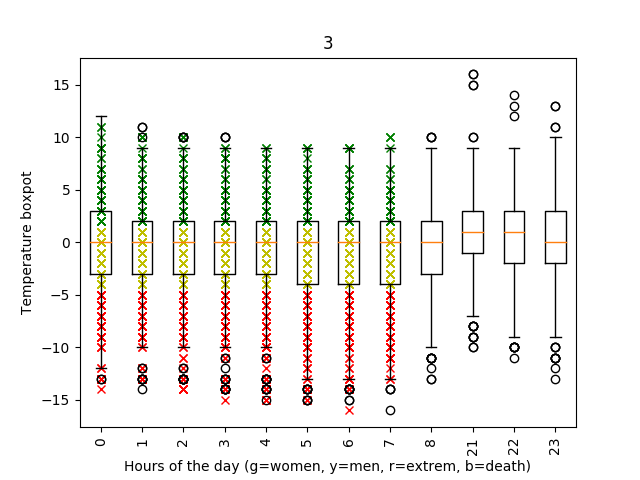 3
Temperature boxpot
15
10
5
0
−5
−10
−15
0 1 2 3 4 5 6 7 8 21 22 23
Hours of the day (g=women, y=men, r=extrem, b=death)